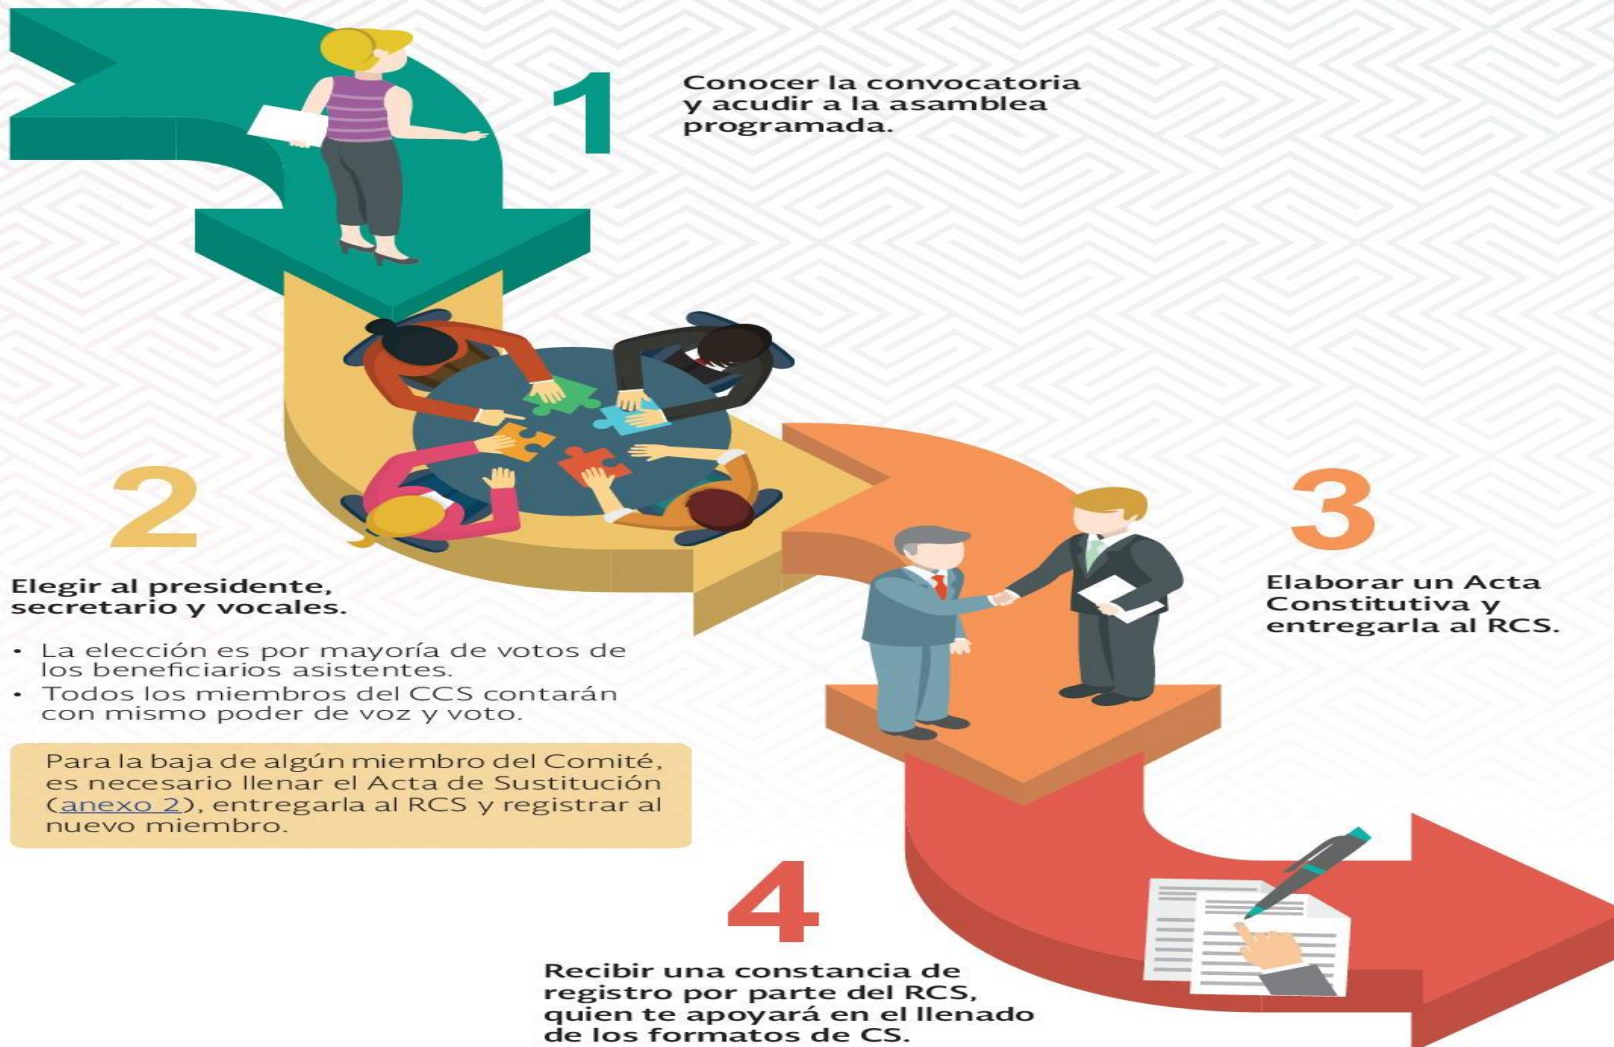 1
Conocer la convocatoria
y acudir a la asamblea
programada.
2
Elegir al presidente,
secretario y vocales.
• La elección es por mayoría de votos de
los beneficiarios asistentes.
• Todos los miembros del CCS contarán
con mismo poder de voz y voto.
Para la baja de algún miembro del Comité,
es necesario llenar el Acta de Sustitución
(anexo 2), entregarla al RCS y registrar al
nuevo miembro.
3
Elaborar un Acta
Constitutiva y
entregarla al RCS.
4
Recibir una constancia de
registro por parte del RCS,
quien te apoyará en el llenado
de los formatos de CS.